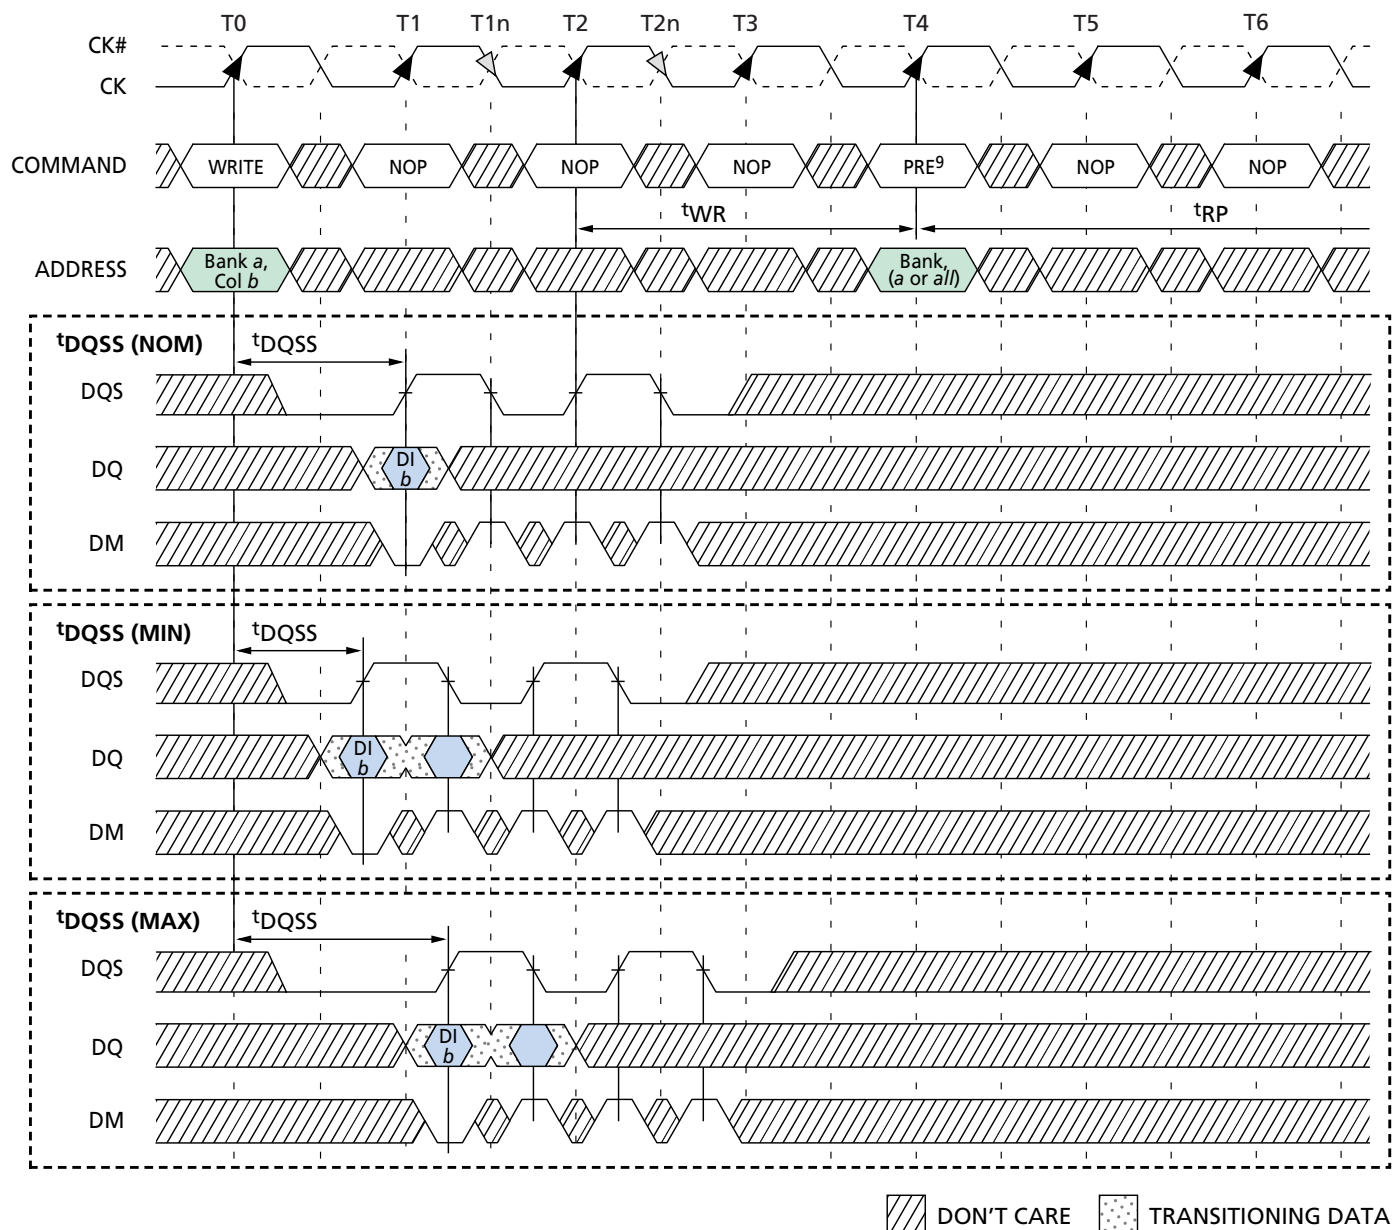 T0 T1 T1n T2 T2n T3 T4 T5 T6
CK#
CK
COMMAND WRITE NOP NOP NOP PRE9 NOP NOP
tWR tRP
ADDRESS Bank a, Col b Bank, (a or all)
tDQSS (NOM) tDQSS
DQS
DQ DI b
DM
tDQSS (MIN) tDQSS
DQS
DQ DI b
DM
tDQSS (MAX) tDQSS
DQS
DQ DI b
DM
DON'T CARE TRANSITIONING DATA